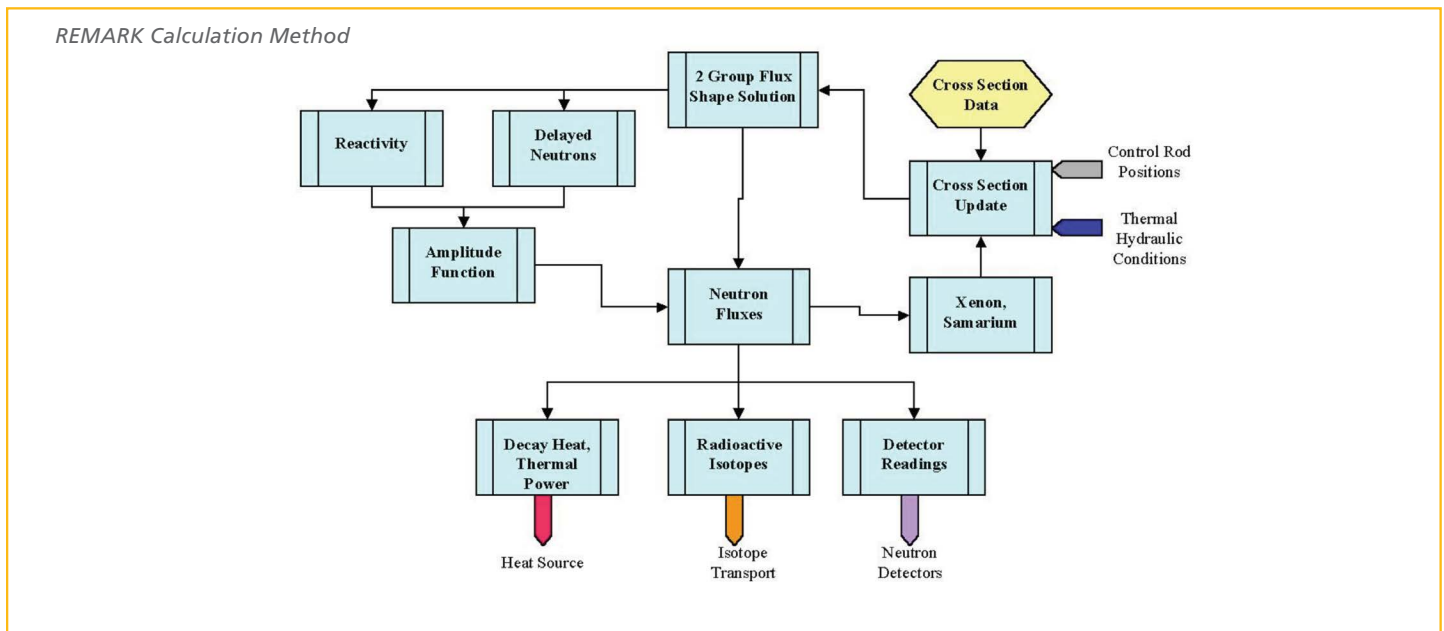 REMARK Calculation Method
2 Group Flux
Shape Solution
Cross Section
Data
Reactivity
Delayed
Neutrons
Control Rod
Positions
Cross Section
Update
Thermal
Hydraulic
Conditions
Amplitude
Function
Neutron
Fluxes
Xenon,
Samarium
Decay Heat,
Thermal
Power
Radioactive
Isotopes
Detector
Readings
Heat Source
Isotope
Transport
Neutron
Detectors